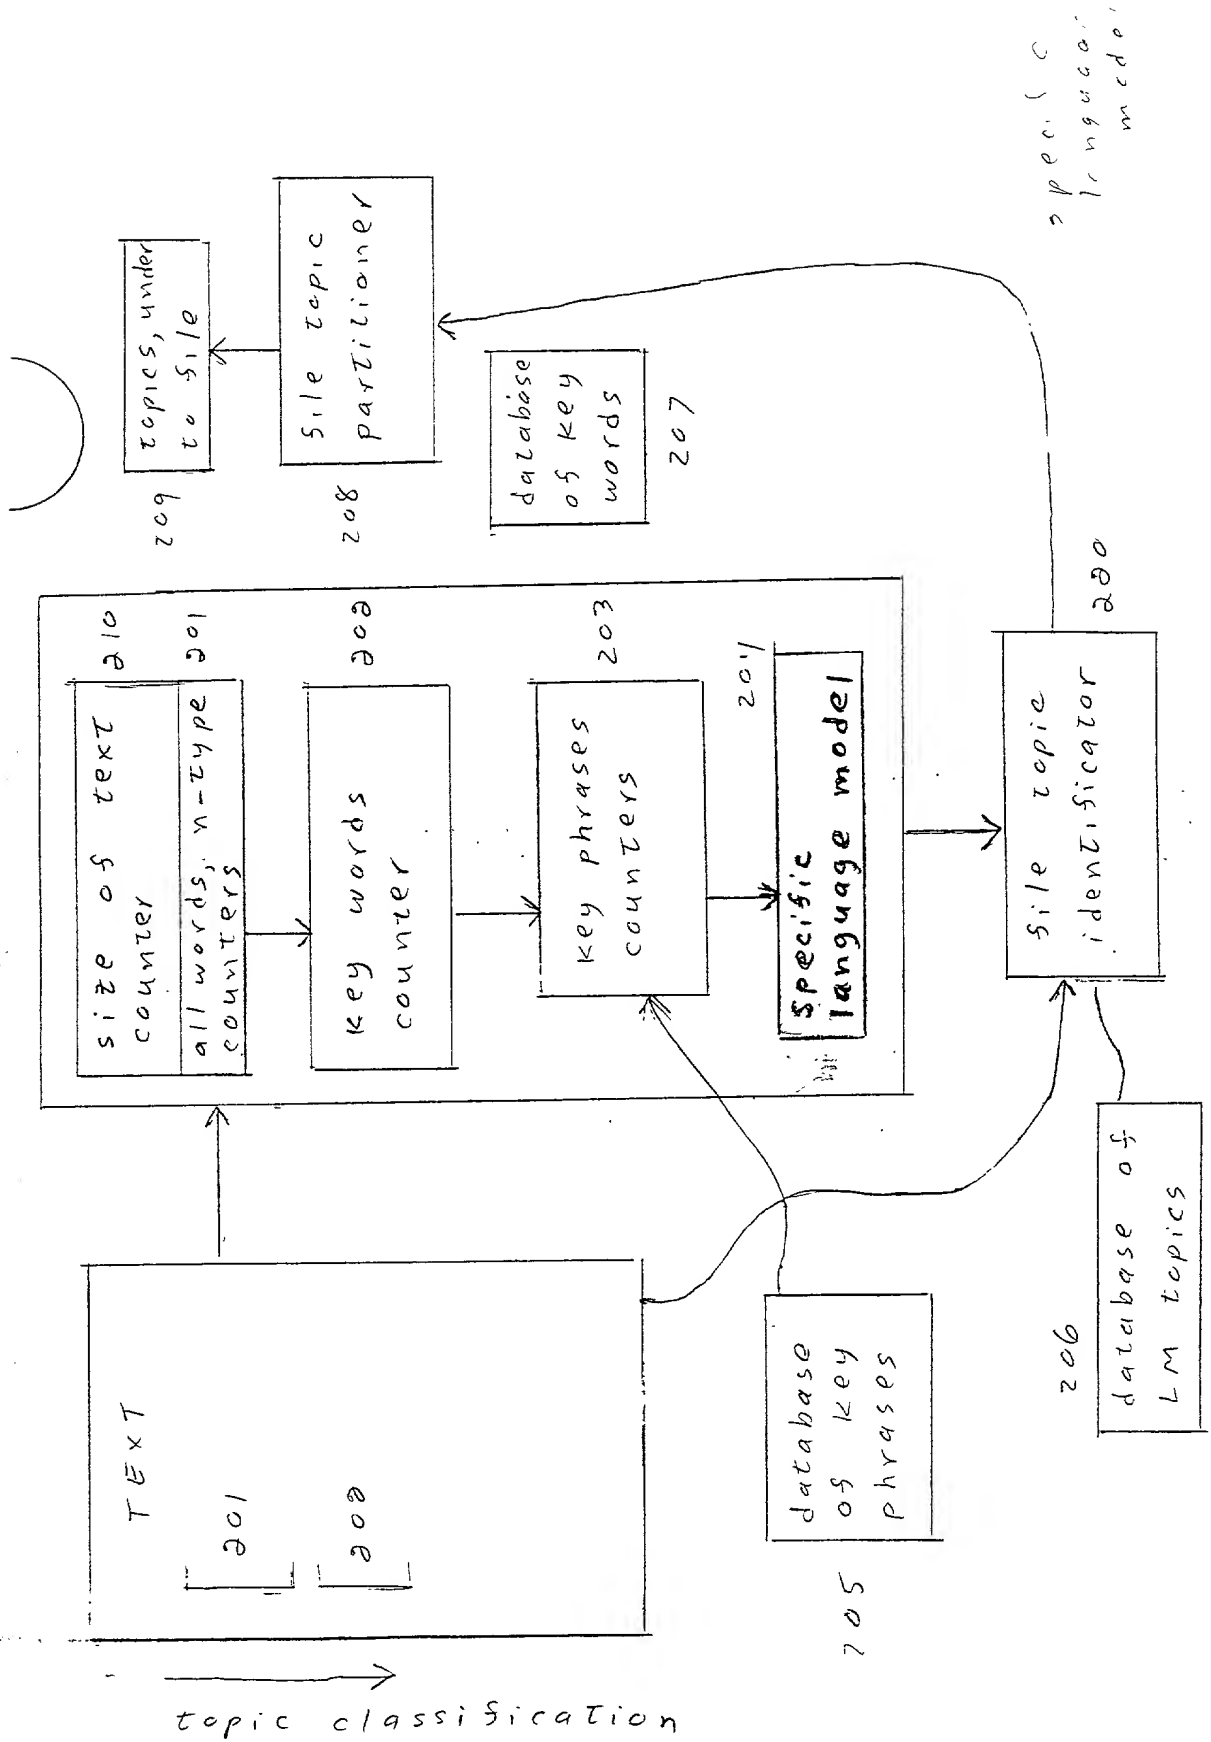 TEXT
201
202
topic classification
size of text
counter
210
all words, n-type
counters
201
key words
counter
202
key phrases
counters
203
204
Specific
language model
205
database
of key
phrases
206
database of
LM topics
file topic
identificator
220
209
topics, under
to file
208
file topic
partitioner
database
of key
words
207